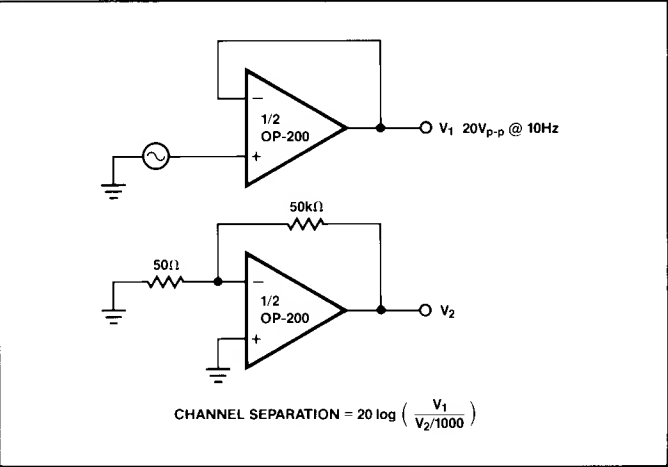 −
1/2
OP-200
+
V₁ 20Vp-p @ 10Hz
50kΩ
50Ω
−
1/2
OP-200
+
V₂
CHANNEL SEPARATION = 20 log ( V₁ / V₂/1000 )